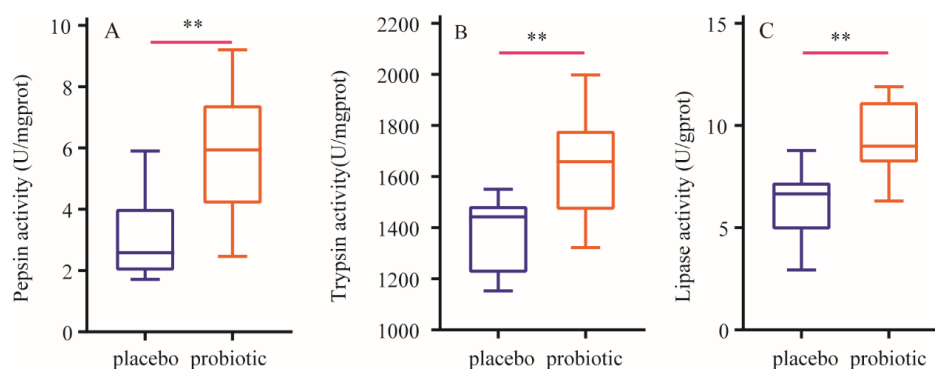 A
**
Pepsin activity (U/mgprot)
10
8
6
4
2
0
placebo probiotic
B
**
Trypsin activity(U/mgprot)
2200
2000
1800
1600
1400
1200
1000
placebo probiotic
C
**
Lipase activity (U/gprot)
15
10
5
0
placebo probiotic